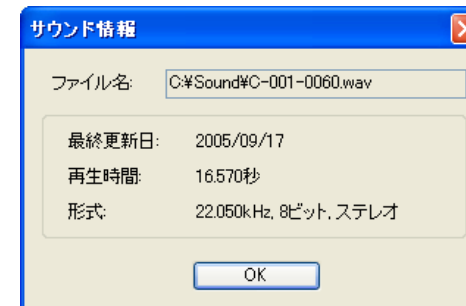 サウンド情報
ファイル名: C:¥Sound¥C-001-0060.wav
最終更新日: 2005/09/17
再生時間: 16.570秒
形式: 22.050kHz, 8ビット, ステレオ
OK